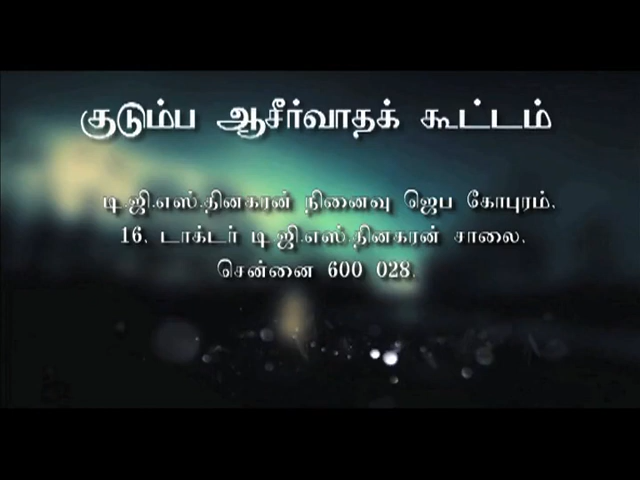 குடும்ப ஆசீர்வாதக் கூட்டம்
டி.ஜி.எஸ்.தினகரன் நினைவு ஜெப கோபுரம்,
16, டாக்டர் டி.ஜி.எஸ்.தினகரன் சாலை,
சென்னை 600 028.